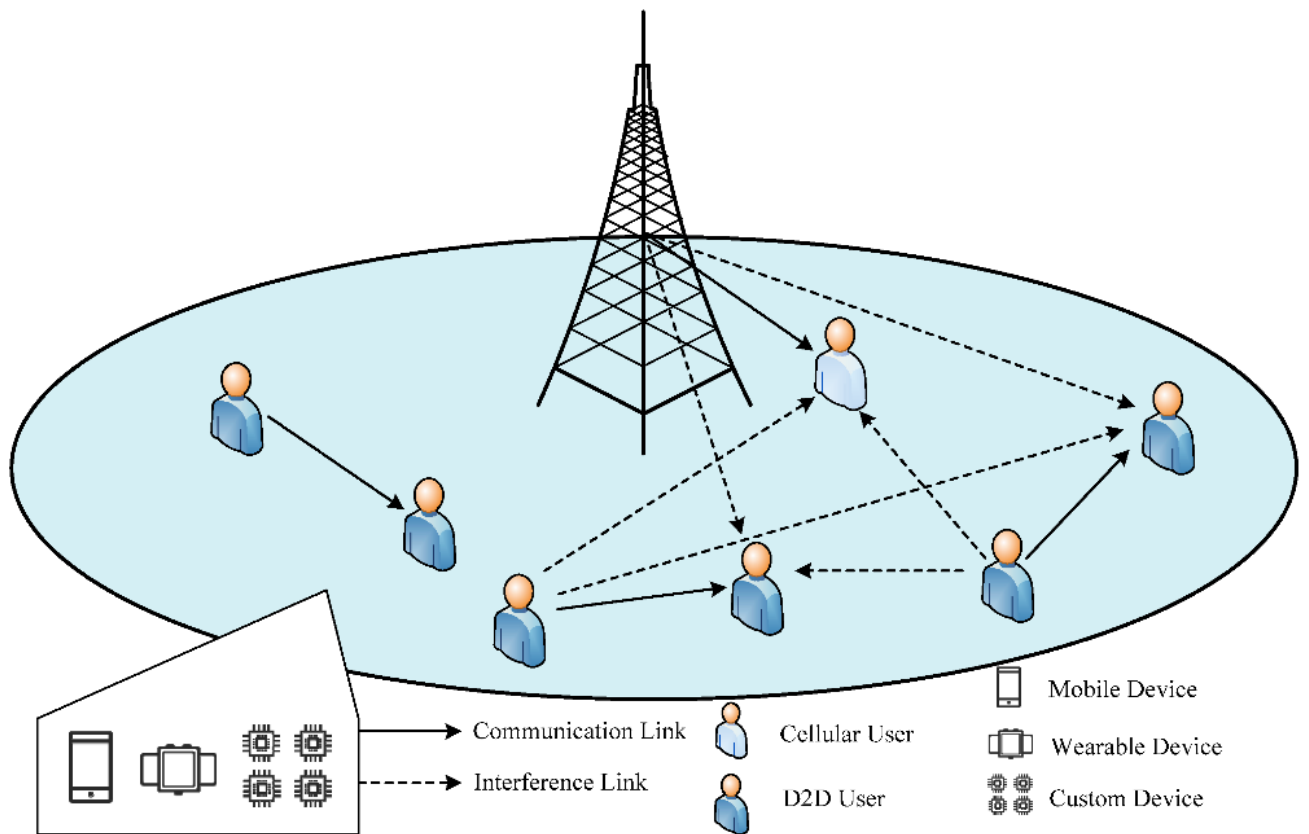 Communication Link
Interference Link
Cellular User
D2D User
Mobile Device
Wearable Device
Custom Device